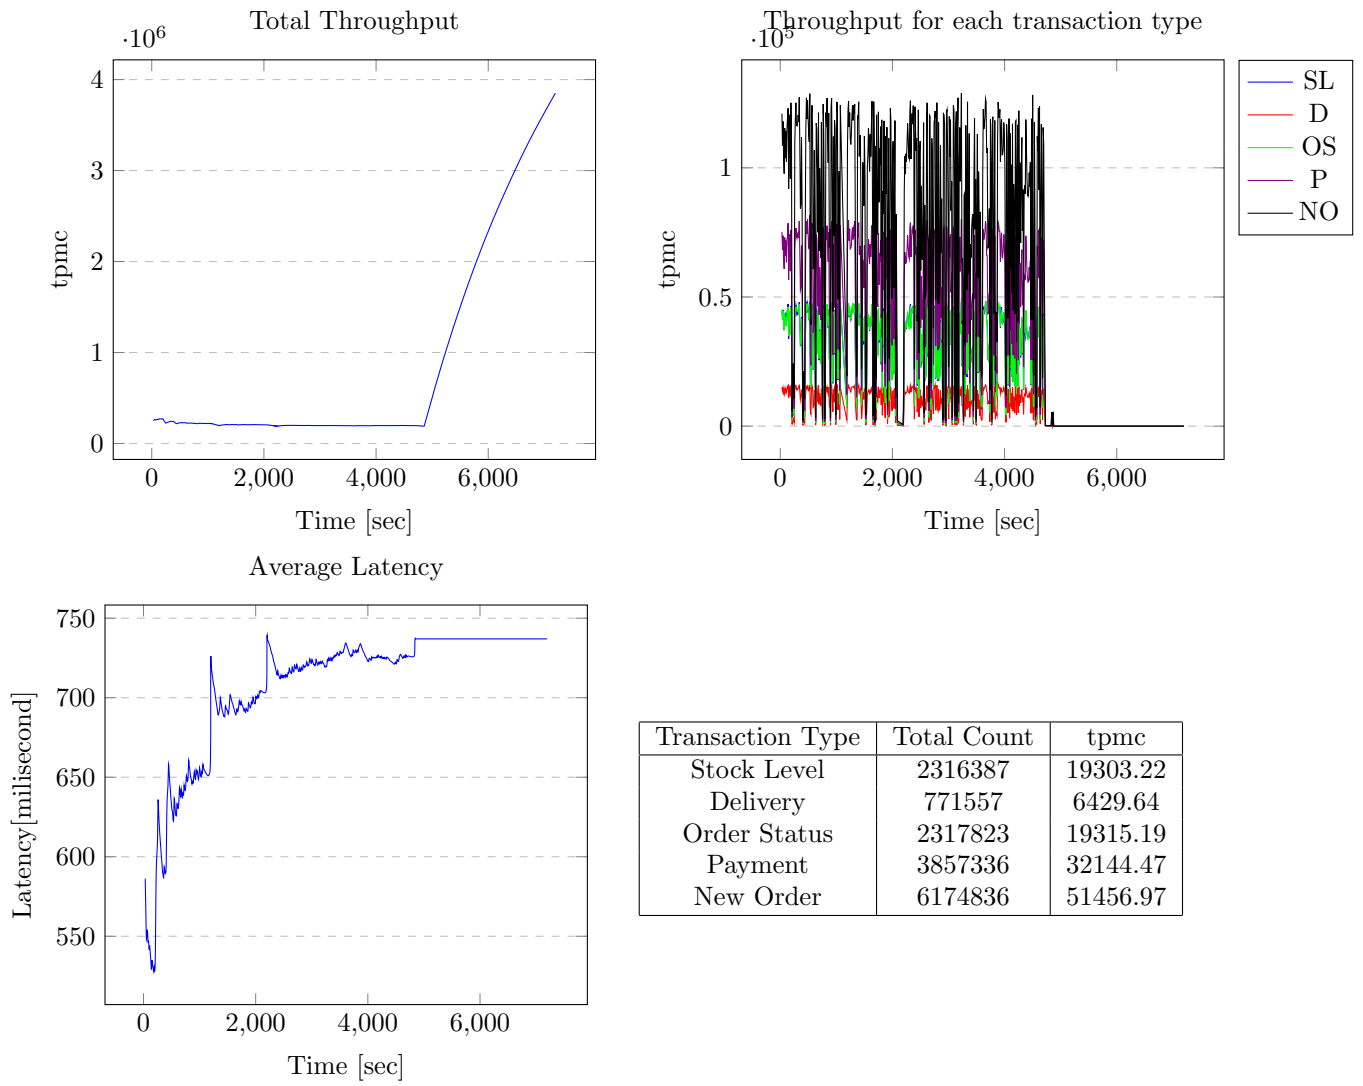 Total Throughput
·10⁶
4
3
2
1
0
tpmc
0 2,000 4,000 6,000
Time [sec]
Throughput for each transaction type
·10⁵
1
0.5
0
tpmc
0 2,000 4,000 6,000
Time [sec]
SL
D
OS
P
NO
Average Latency
750
700
650
600
550
Latency[milisecond]
0 2,000 4,000 6,000
Time [sec]
Transaction Type Total Count tpmc
Stock Level 2316387 19303.22
Delivery 771557 6429.64
Order Status 2317823 19315.19
Payment 3857336 32144.47
New Order 6174836 51456.97